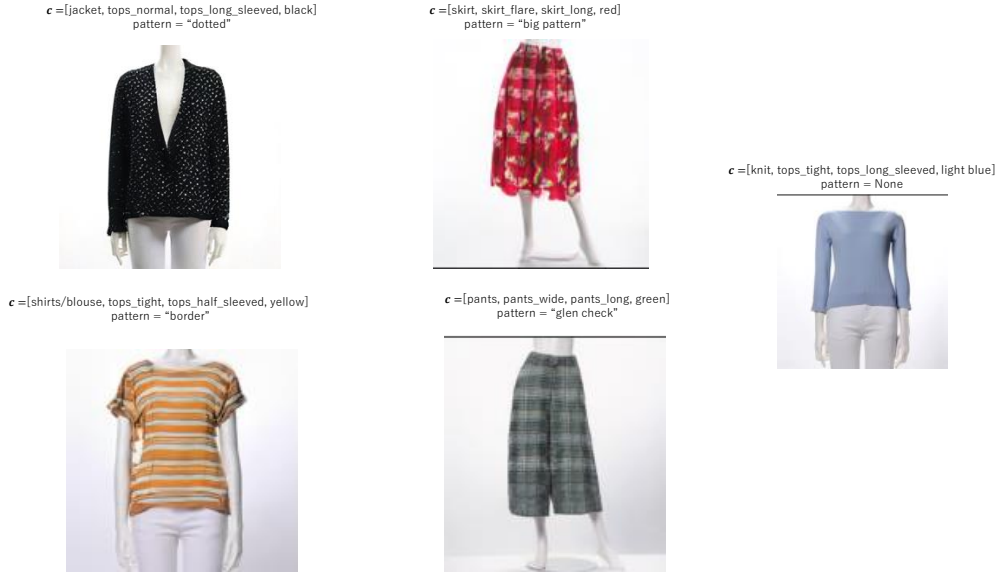 c =[jacket, tops_normal, tops_long_sleeved, black]
pattern = “dotted”
c =[skirt, skirt_flare, skirt_long, red]
pattern = “big pattern”
c =[knit, tops_tight, tops_long_sleeved, light blue]
pattern = None
c =[shirts/blouse, tops_tight, tops_half_sleeved, yellow]
pattern = “border”
c =[pants, pants_wide, pants_long, green]
pattern = “glen check”